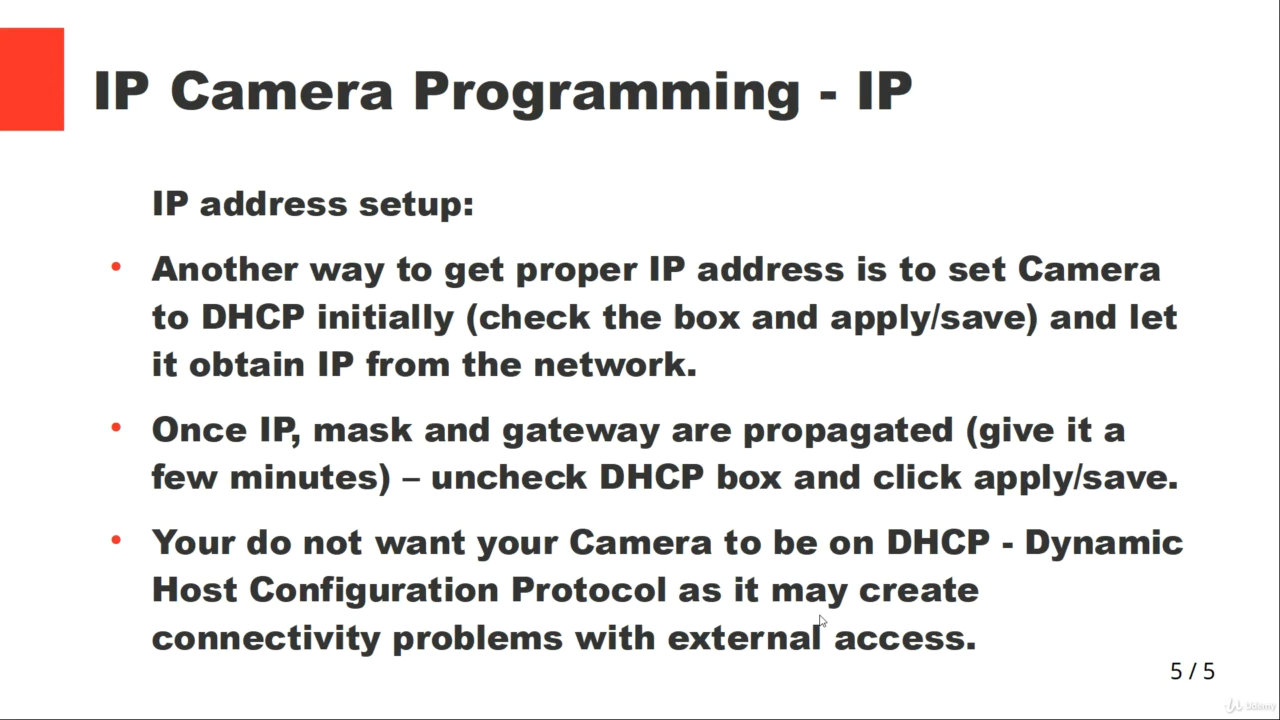 IP Camera Programming - IP
IP address setup:
• Another way to get proper IP address is to set Camera
to DHCP initially (check the box and apply/save) and let
it obtain IP from the network.
• Once IP, mask and gateway are propagated (give it a
few minutes) – uncheck DHCP box and click apply/save.
• Your do not want your Camera to be on DHCP - Dynamic
Host Configuration Protocol as it may create
connectivity problems with external access.
5 / 5
Udemy